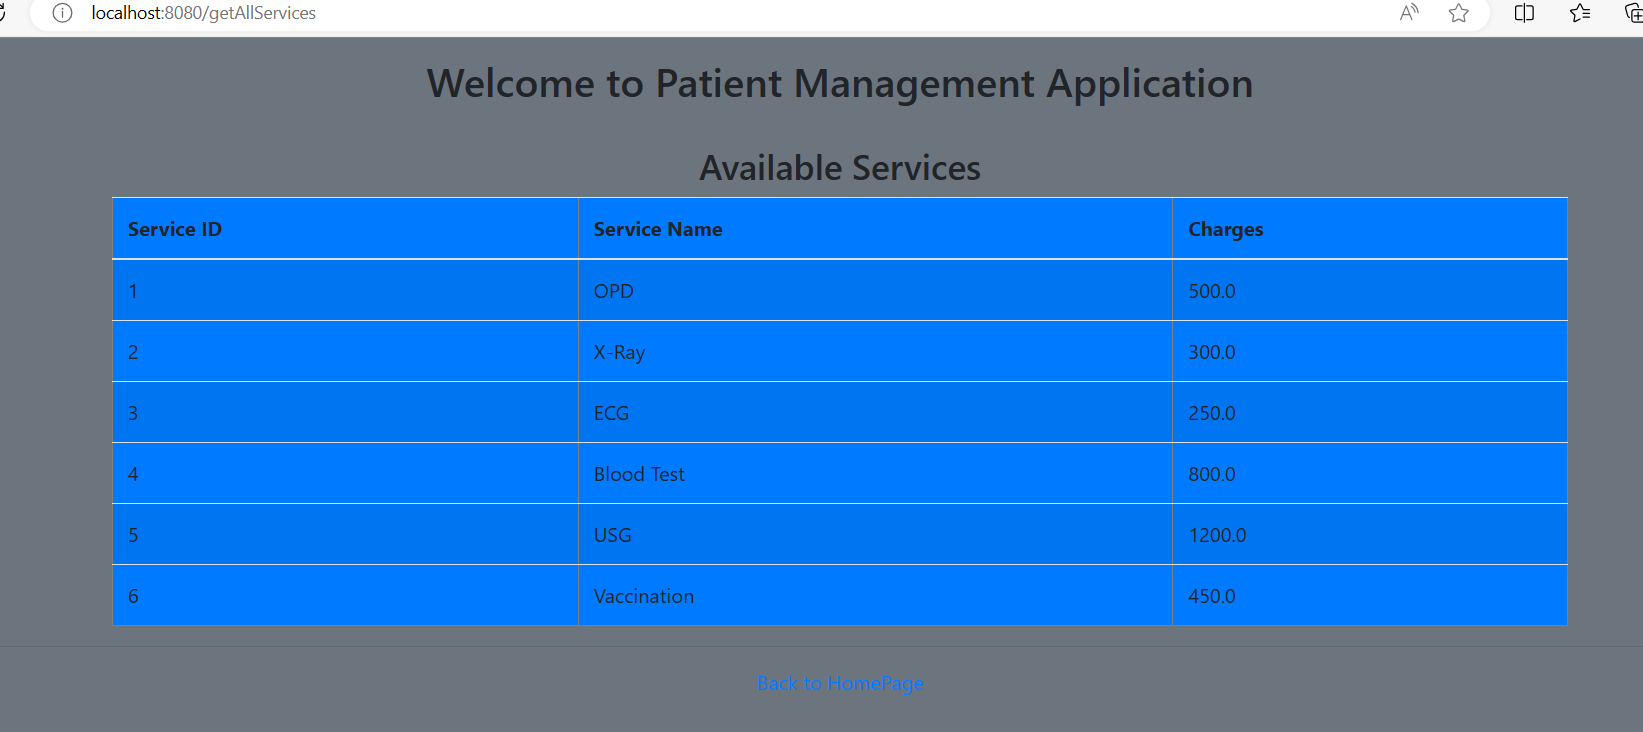 localhost:8080/getAllServices
Welcome to Patient Management Application
Available Services
Service ID Service Name Charges
1 OPD 500.0
2 X-Ray 300.0
3 ECG 250.0
4 Blood Test 800.0
5 USG 1200.0
6 Vaccination 450.0
Back to HomePage